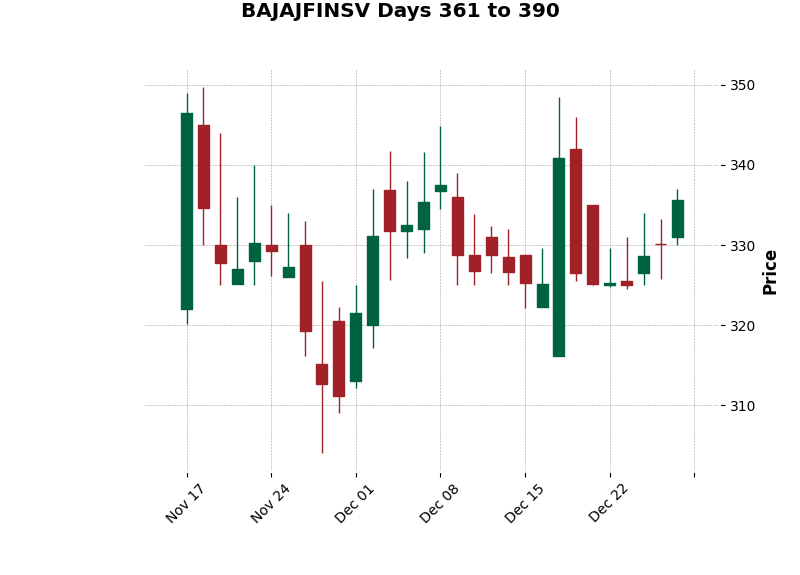 BAJAJFINSV Days 361 to 390
350
340
330
320
310
Price
Nov 17
Nov 24
Dec 01
Dec 08
Dec 15
Dec 22